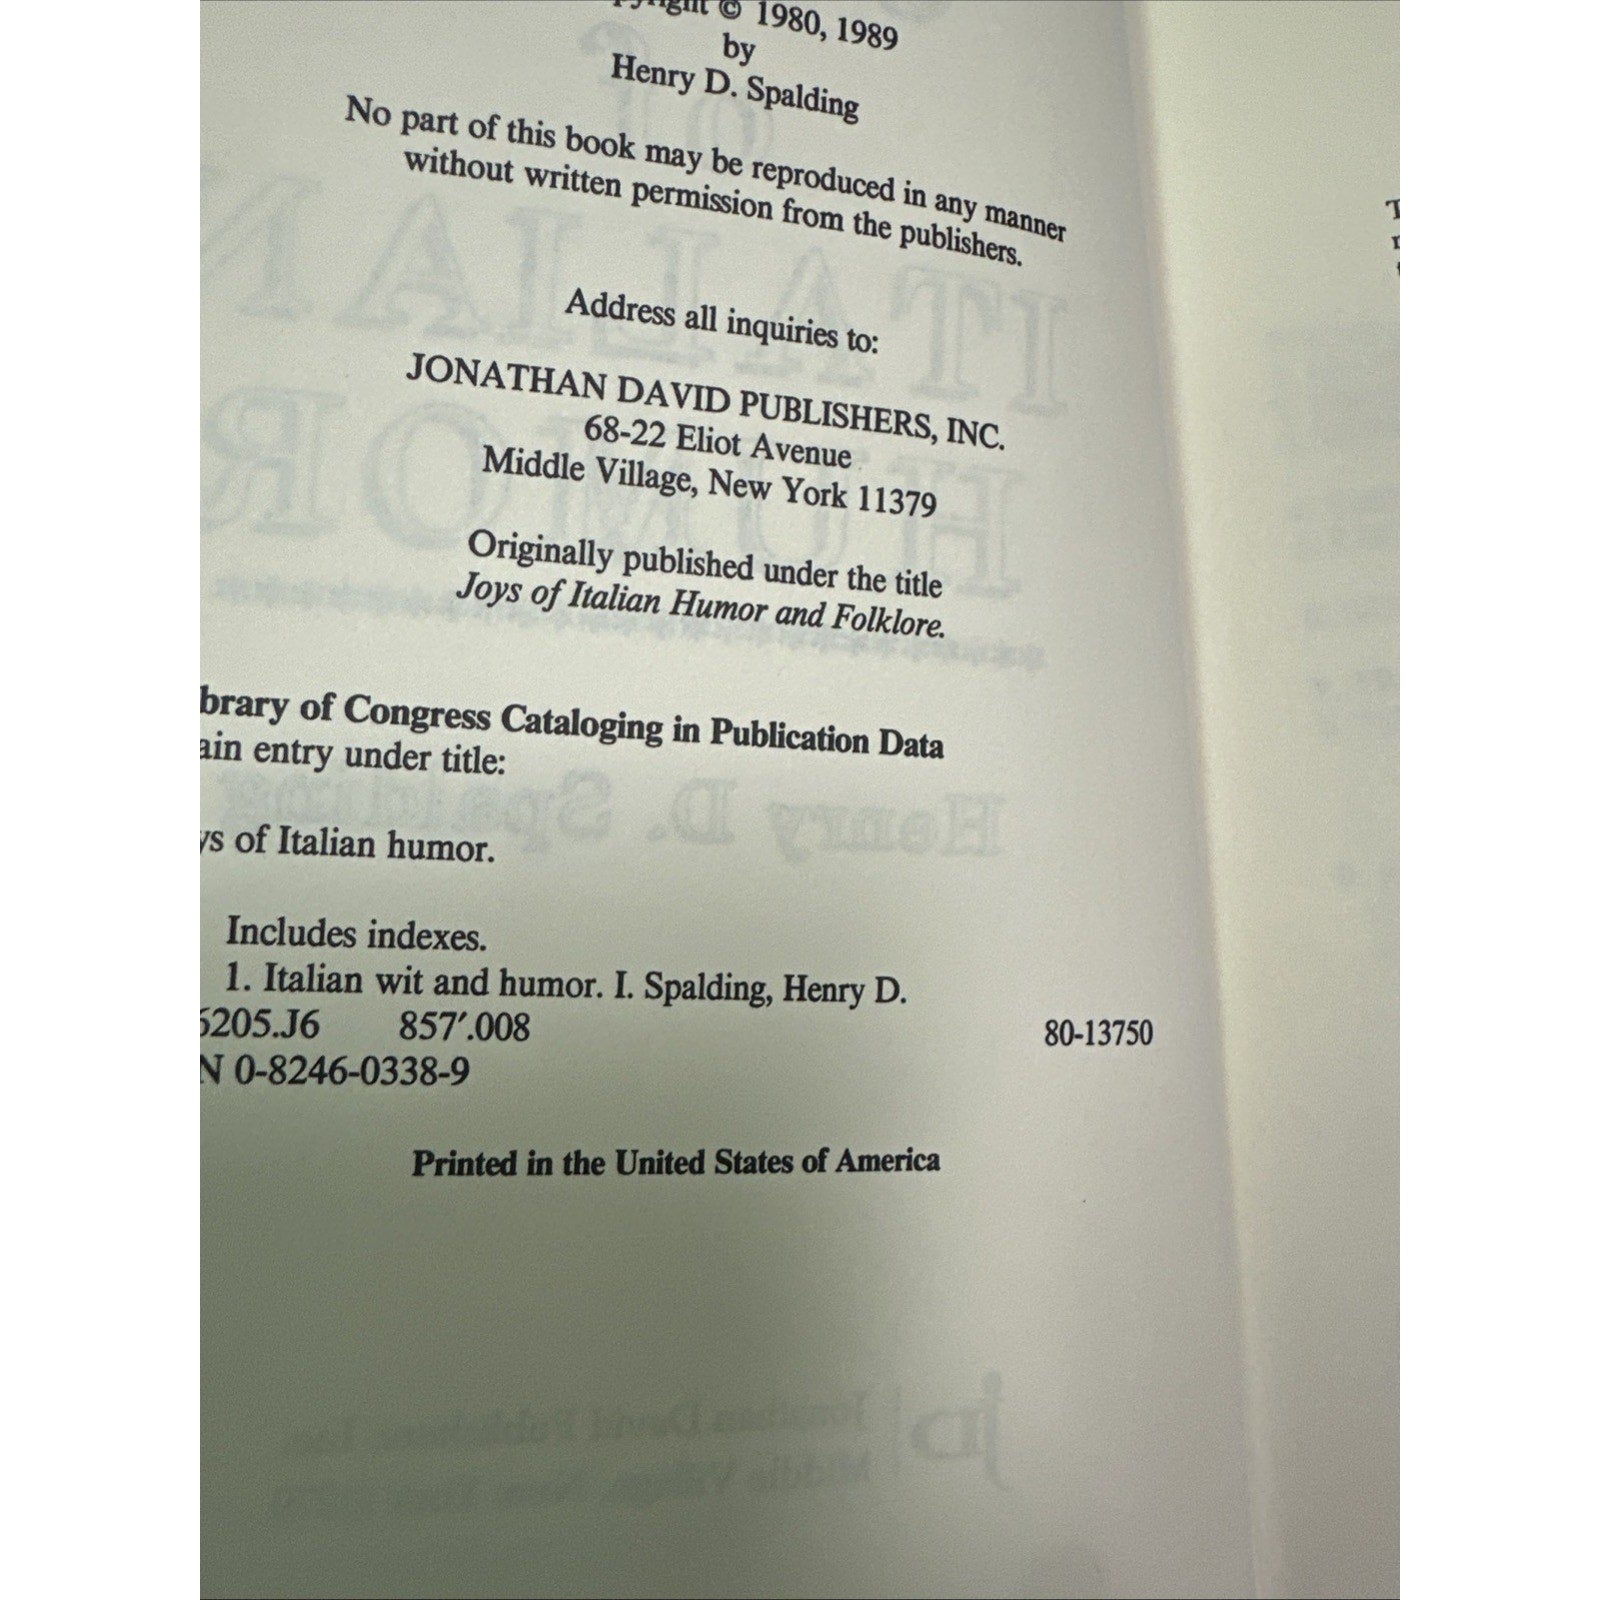 © 1980, 1989
by
Henry D. Spalding
No part of this book may be reproduced in any manner
without written permission from the publishers.
Address all inquiries to:
JONATHAN DAVID PUBLISHERS, INC.
68-22 Eliot Avenue
Middle Village, New York 11379
Originally published under the title
Joys of Italian Humor and Folklore.
brary of Congress Cataloging in Publication Data
ain entry under title:
ys of Italian humor.
Includes indexes.
1. Italian wit and humor. I. Spalding, Henry D.
6205.J6 857′.008 80-13750
N 0-8246-0338-9
Printed in the United States of America